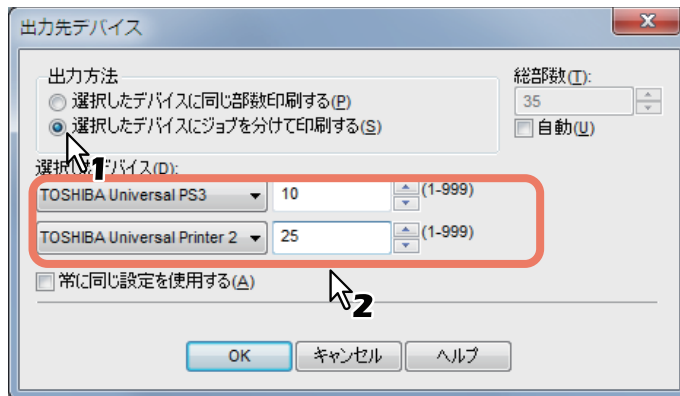 出力先デバイス
出力方法
選択したデバイスに同じ部数印刷する(P)
選択したデバイスにジョブを分けて印刷する(S)
総部数(T):
35
自動(U)
1
選択したデバイス(D):
TOSHIBA Universal PS3 10 (1-999)
TOSHIBA Universal Printer 2 25 (1-999)
常に同じ設定を使用する(A)
2
OK キャンセル ヘルプ